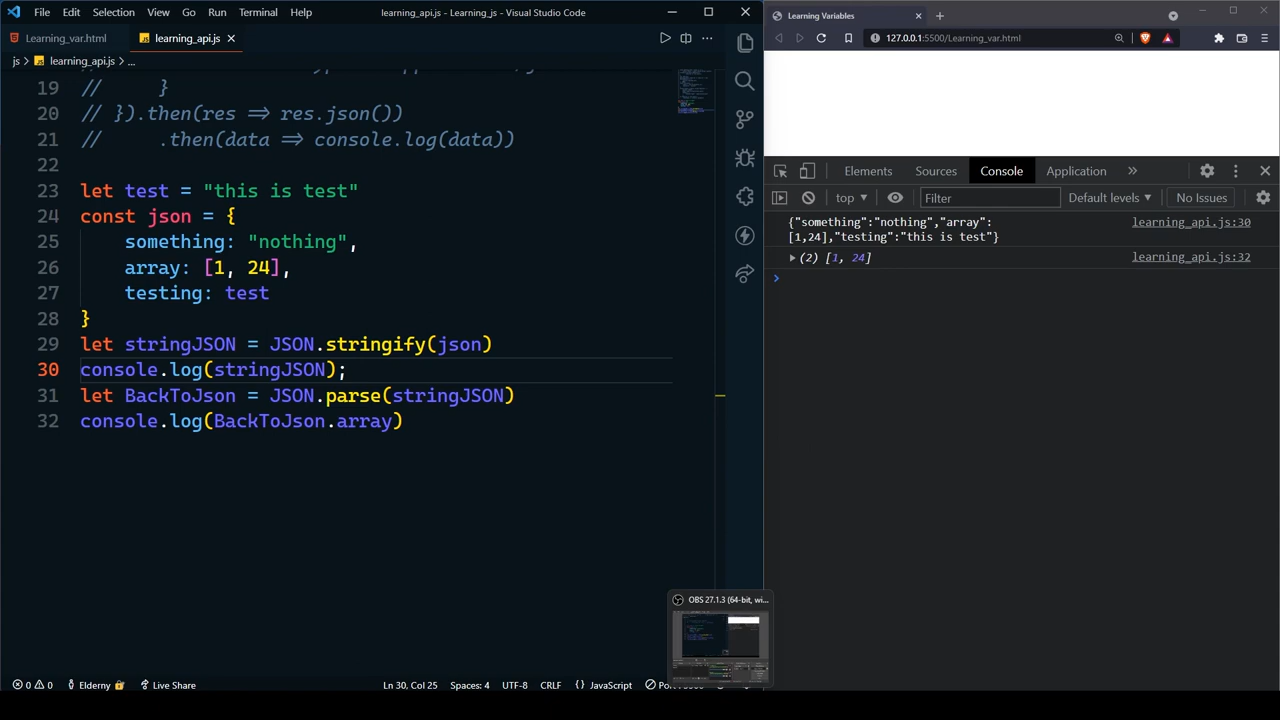 File Edit Selection View Go Run Terminal Help learning_api.js - Learning_js - Visual Studio Code
Learning_var.html learning_api.js
js > learning_api.js > ...
19 // }
20 // }).then(res => res.json())
21 // .then(data => console.log(data))
22
23 let test = "this is test"
24 const json = {
25 something: "nothing",
26 array: [1, 24],
27 testing: test
28 }
29 let stringJSON = JSON.stringify(json)
30 console.log(stringJSON);
31 let BackToJson = JSON.parse(stringJSON)
32 console.log(BackToJson.array)
OBS 27.1.3 (64-bit, wi...
0 Elderny Live Share Ln 30, Col 25 Spaces: 4 UTF-8 CRLF {} JavaScript
Learning Variables
127.0.0.1:5500/Learning_var.html
Elements Sources Console Application
top Filter Default levels No Issues
{"something":"nothing","array": learning_api.js:30
[1,24],"testing":"this is test"}
(2) [1, 24] learning_api.js:32